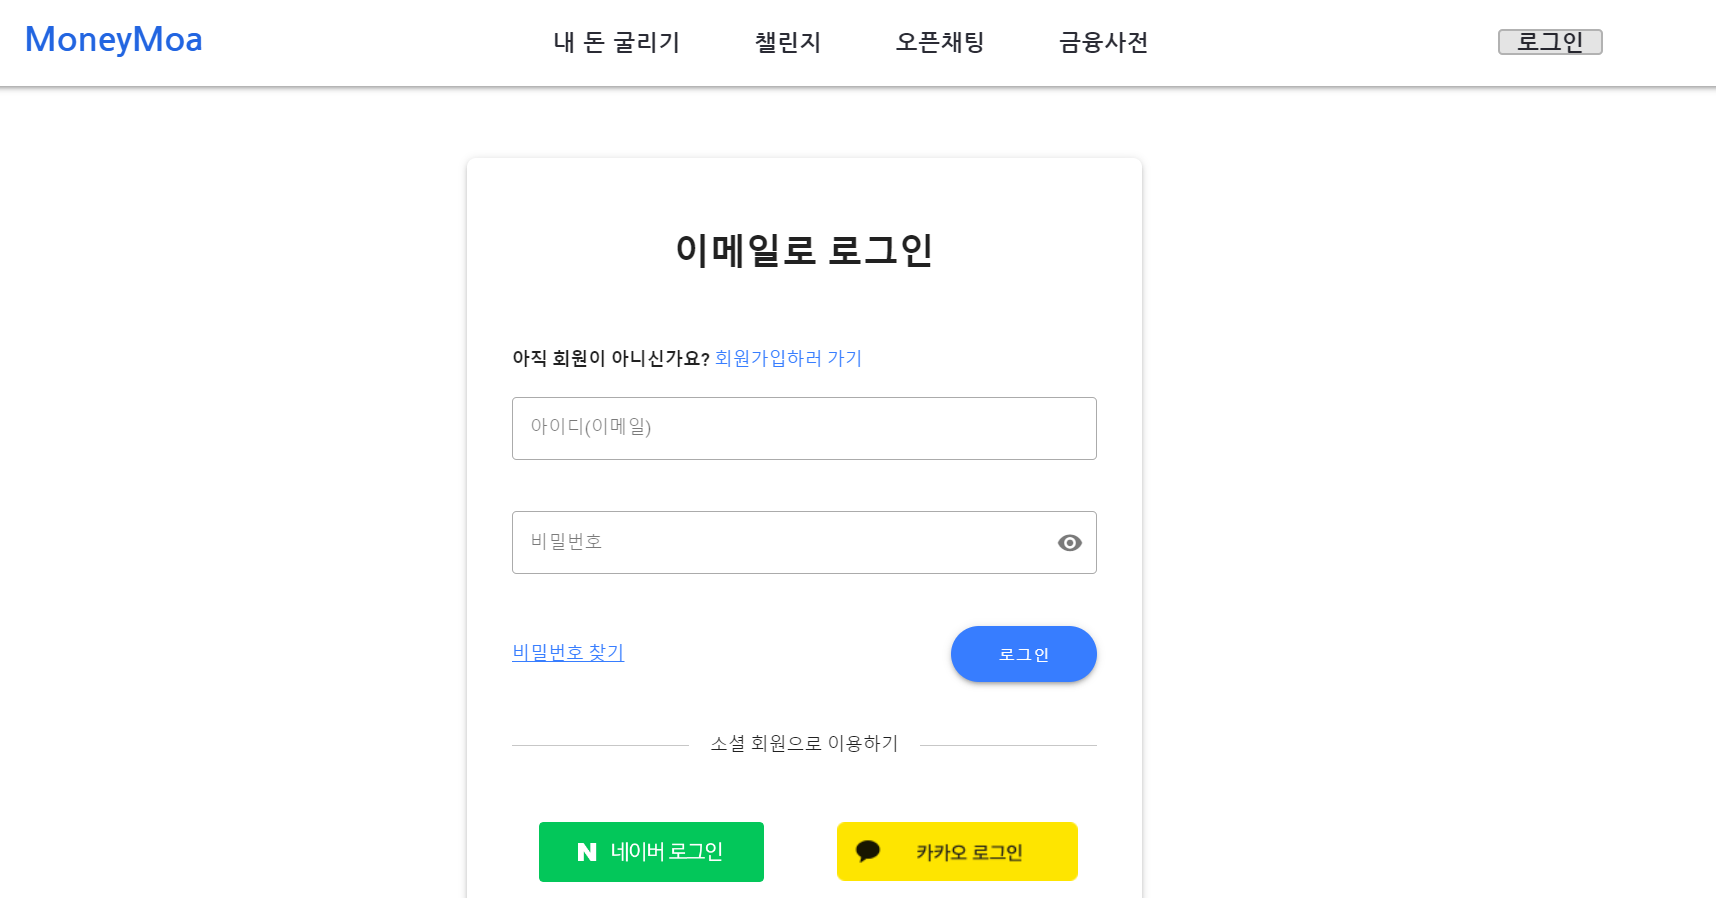 MoneyMoa 내 돈 굴리기 챌린지 오픈채팅 금융사전 로그인
이메일로 로그인
아직 회원이 아니신가요? 회원가입하러 가기
아이디(이메일)
비밀번호
비밀번호 찾기 로그인
소셜 회원으로 이용하기
N 네이버 로그인 카카오 로그인